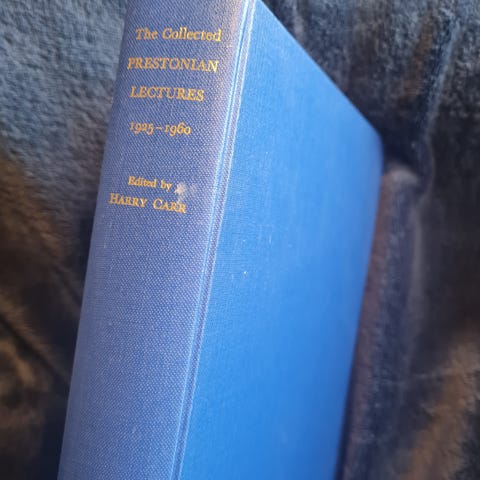 The Collected
PRESTONIAN
LECTURES
1925–1960
Edited by
HARRY CARR